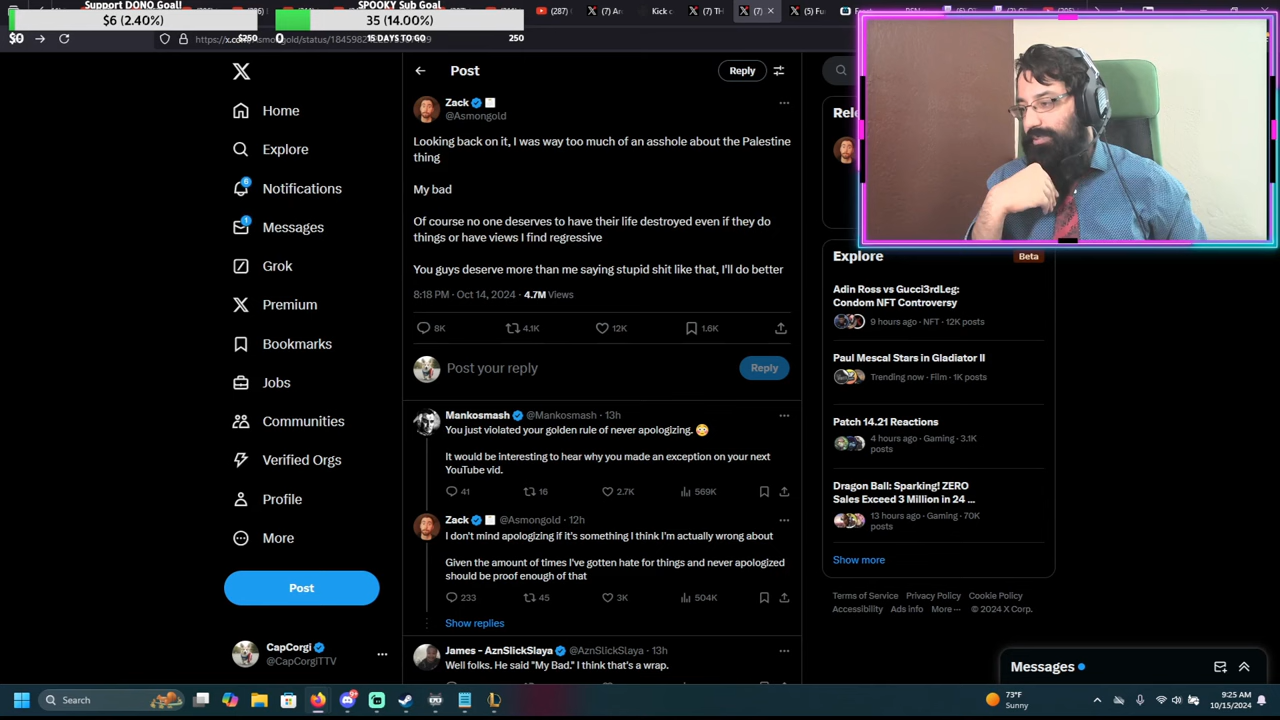 Support DONO Goal!
$6 (2.40%)
$0
$250
SPOOKY Sub Goal!
35 (14.00%)
0
15 DAYS TO GO
250
(287)
(7) A
Kick
(7) TH
(7)
(5) Fu
Post
Reply
Home
Explore
Notifications
6
Messages
1
Grok
Premium
Bookmarks
Jobs
Communities
Verified Orgs
Profile
More
Post
CapCorgi
@CapCorgiTTV
Zack
@Asmongold
Looking back on it, I was way too much of an asshole about the Palestine
thing
My bad
Of course no one deserves to have their life destroyed even if they do
things or have views I find regressive
You guys deserve more than me saying stupid shit like that, I'll do better
8:18 PM · Oct 14, 2024 · 4.7M Views
8K
4.1K
12K
1.6K
Post your reply
Reply
Mankosmash @Mankosmash · 13h
You just violated your golden rule of never apologizing. 😳
It would be interesting to hear why you made an exception on your next
YouTube vid.
41
16
2.7K
569K
Zack @Asmongold · 12h
I don't mind apologizing if it's something I think I'm actually wrong about
Given the amount of times I've gotten hate for things and never apologized
should be proof enough of that
233
45
3K
504K
Show replies
James - AznSlickSlaya @AznSlickSlaya · 13h
Well folks. He said "My Bad." I think that's a wrap.
Explore
Beta
Adin Ross vs Gucci3rdLeg:
Condom NFT Controversy
9 hours ago · NFT · 12K posts
Paul Mescal Stars in Gladiator II
Trending now · Film · 1K posts
Patch 14.21 Reactions
4 hours ago · Gaming · 3.1K
posts
Dragon Ball: Sparking! ZERO
Sales Exceed 3 Million in 24 ...
13 hours ago · Gaming · 70K
posts
Show more
Terms of Service Privacy Policy Cookie Policy
Accessibility Ads info More ··· © 2024 X Corp.
Messages
Search
73°F
Sunny
9:25 AM
10/15/2024